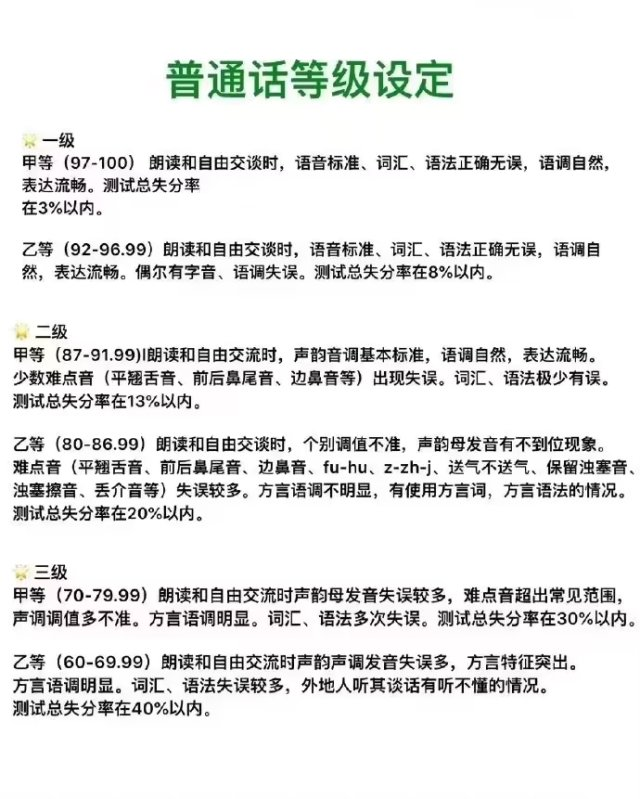 普通话等级设定
🌟 一级
甲等（97-100） 朗读和自由交谈时，语音标准、词汇、语法正确无误，语调自然，
表达流畅。测试总失分率
在3%以内。
乙等（92-96.99）朗读和自由交谈时，语音标准、词汇、语法正确无误，语调自
然，表达流畅。偶尔有字音、语调失误。测试总失分率在8%以内。
🌟 二级
甲等（87-91.99)l朗读和自由交流时，声韵音调基本标准，语调自然，表达流畅。
少数难点音（平翘舌音、前后鼻尾音、边鼻音等）出现失误。词汇、语法极少有误。
测试总失分率在13%以内。
乙等（80-86.99）朗读和自由交谈时，个别调值不准，声韵母发音有不到位现象。
难点音（平翘舌音、前后鼻尾音、边鼻音、fu-hu、z-zh-j、送气不送气、保留浊塞音、
浊塞擦音、丢介音等）失误较多。方言语调不明显，有使用方言词，方言语法的情况。
测试总失分率在20%以内。
🌟 三级
甲等（70-79.99）朗读和自由交流时声韵母发音失误较多，难点音超出常见范围，
声调调值多不准。方言语调明显。词汇、语法多次失误。测试总失分率在30%以内。
乙等（60-69.99）朗读和自由交流时声韵声调发音失误多，方言特征突出。
方言语调明显。词汇、语法失误较多，外地人听其谈话有听不懂的情况。
测试总失分率在40%以内。